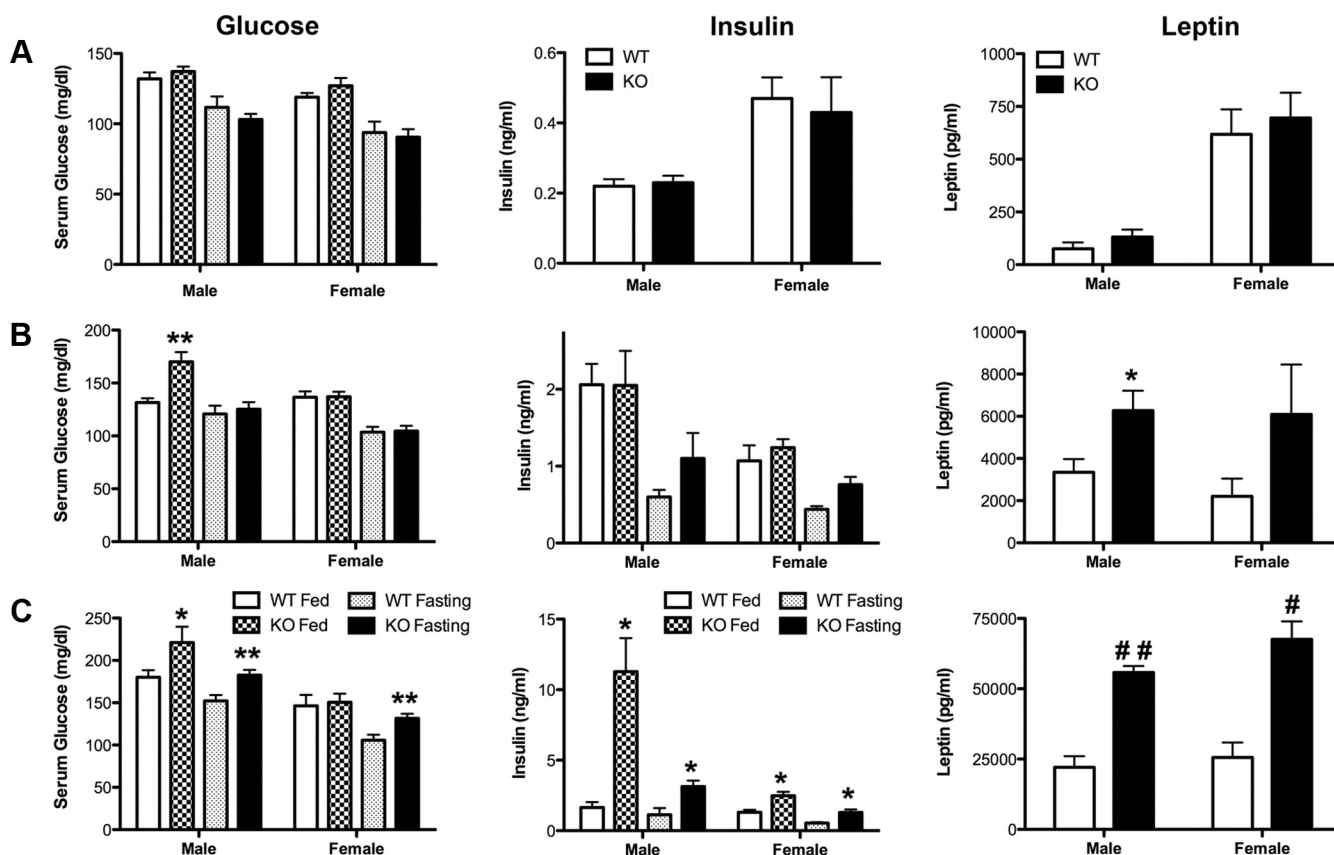 Glucose
Insulin
Leptin
A
Serum Glucose (mg/dl)
150
100
50
0
Male
Female
Insulin (ng/ml)
0.6
0.4
0.2
0.0
WT
KO
Male
Female
Leptin (pg/ml)
1000
750
500
250
0
WT
KO
Male
Female
B
Serum Glucose (mg/dl)
200
150
100
50
0
**
Male
Female
Insulin (ng/ml)
2
1
0
Male
Female
Leptin (pg/ml)
10000
8000
6000
4000
2000
0
*
Male
Female
C
WT Fed
WT Fasting
KO Fed
KO Fasting
Serum Glucose (mg/dl)
250
200
150
100
50
0
*
**
**
Male
Female
WT Fed
WT Fasting
KO Fed
KO Fasting
Insulin (ng/ml)
15
10
5
0
*
*
*
*
Male
Female
Leptin (pg/ml)
75000
50000
25000
0
# #
#
Male
Female